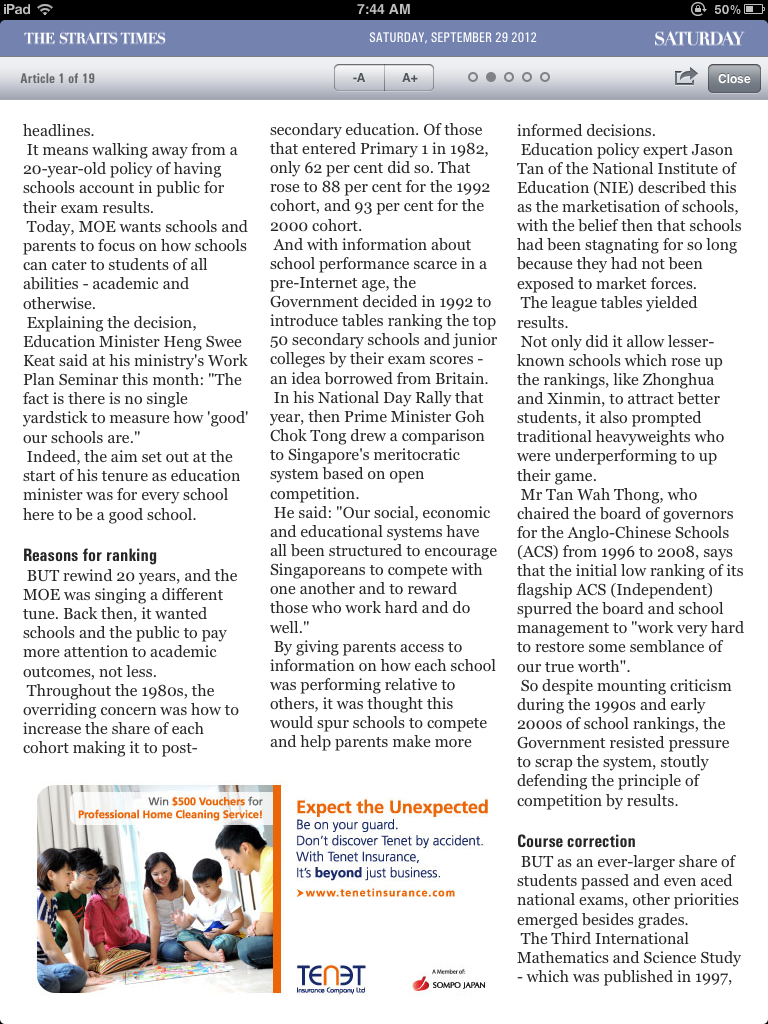 iPad
7:44 AM
50%
THE STRAITS TIMES
SATURDAY, SEPTEMBER 29 2012
SATURDAY
Article 1 of 19
-A
A+
Close
headlines.
It means walking away from a
20-year-old policy of having
schools account in public for
their exam results.
Today, MOE wants schools and
parents to focus on how schools
can cater to students of all
abilities - academic and
otherwise.
Explaining the decision,
Education Minister Heng Swee
Keat said at his ministry's Work
Plan Seminar this month: "The
fact is there is no single
yardstick to measure how 'good'
our schools are."
Indeed, the aim set out at the
start of his tenure as education
minister was for every school
here to be a good school.
Reasons for ranking
BUT rewind 20 years, and the
MOE was singing a different
tune. Back then, it wanted
schools and the public to pay
more attention to academic
outcomes, not less.
Throughout the 1980s, the
overriding concern was how to
increase the share of each
cohort making it to post-
secondary education. Of those
that entered Primary 1 in 1982,
only 62 per cent did so. That
rose to 88 per cent for the 1992
cohort, and 93 per cent for the
2000 cohort.
And with information about
school performance scarce in a
pre-Internet age, the
Government decided in 1992 to
introduce tables ranking the top
50 secondary schools and junior
colleges by their exam scores -
an idea borrowed from Britain.
In his National Day Rally that
year, then Prime Minister Goh
Chok Tong drew a comparison
to Singapore's meritocratic
system based on open
competition.
He said: "Our social, economic
and educational systems have
all been structured to encourage
Singaporeans to compete with
one another and to reward
those who work hard and do
well."
By giving parents access to
information on how each school
was performing relative to
others, it was thought this
would spur schools to compete
and help parents make more
informed decisions.
Education policy expert Jason
Tan of the National Institute of
Education (NIE) described this
as the marketisation of schools,
with the belief then that schools
had been stagnating for so long
because they had not been
exposed to market forces.
The league tables yielded
results.
Not only did it allow lesser-
known schools which rose up
the rankings, like Zhonghua
and Xinmin, to attract better
students, it also prompted
traditional heavyweights who
were underperforming to up
their game.
Mr Tan Wah Thong, who
chaired the board of governors
for the Anglo-Chinese Schools
(ACS) from 1996 to 2008, says
that the initial low ranking of its
flagship ACS (Independent)
spurred the board and school
management to "work very hard
to restore some semblance of
our true worth".
So despite mounting criticism
during the 1990s and early
2000s of school rankings, the
Government resisted pressure
to scrap the system, stoutly
defending the principle of
competition by results.
Course correction
BUT as an ever-larger share of
students passed and even aced
national exams, other priorities
emerged besides grades.
The Third International
Mathematics and Science Study
- which was published in 1997,
Win $500 Vouchers for
Professional Home Cleaning Service!
Expect the Unexpected
Be on your guard.
Don't discover Tenet by accident.
With Tenet Insurance,
It's beyond just business.
www.tenetinsurance.com
TENET
Insurance Company Ltd
A Member of:
SOMPO JAPAN